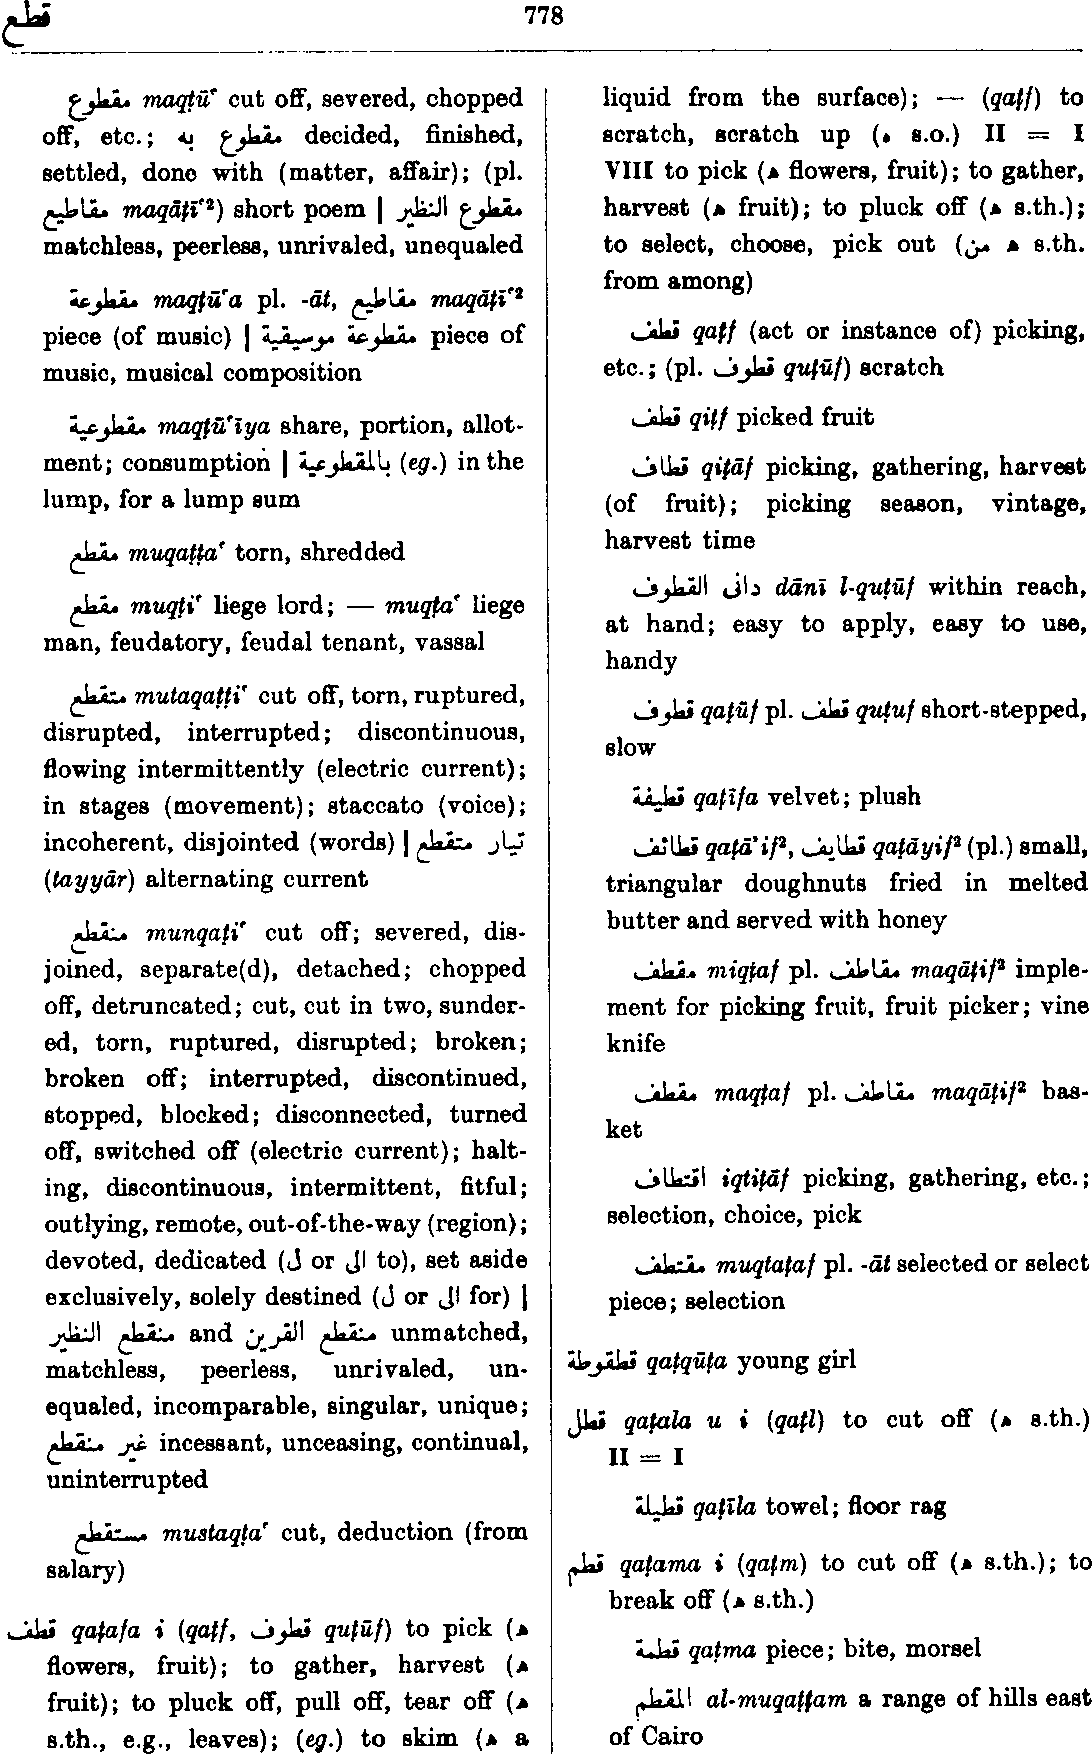 قطع
778
مقطوع maqṭūʿ cut off, severed, chopped
off, etc.; مقطوع به decided, finished,
settled, done with (matter, affair); (pl.
مقاطيع maqāṭīʿ²) short poem | مقطوع النظير
matchless, peerless, unrivaled, unequaled
مقطوعة maqṭūʿa pl. -āt, مقاطيع maqāṭīʿ²
piece (of music) | مقطوعة موسيقية piece of
music, musical composition
مقطوعية maqṭūʿīya share, portion, allot-
ment; consumption | بالمقطوعية (eg.) in the
lump, for a lump sum
مقطع muqaṭṭaʿ torn, shredded
مقطع muqṭiʿ liege lord; — muqṭaʿ liege
man, feudatory, feudal tenant, vassal
متقطع mutaqaṭṭiʿ cut off, torn, ruptured,
disrupted, interrupted; discontinuous,
flowing intermittently (electric current);
in stages (movement); staccato (voice);
incoherent, disjointed (words) | تيار متقطع
(tayyār) alternating current
منقطع munqaṭiʿ cut off; severed, dis-
joined, separate(d), detached; chopped
off, detruncated; cut, cut in two, sunder-
ed, torn, ruptured, disrupted; broken;
broken off; interrupted, discontinued,
stopped, blocked; disconnected, turned
off, switched off (electric current); halt-
ing, discontinuous, intermittent, fitful;
outlying, remote, out-of-the-way (region);
devoted, dedicated (ل or الى to), set aside
exclusively, solely destined (ل or الى for) |
منقطع النظير and منقطع القرين unmatched,
matchless, peerless, unrivaled, un-
equaled, incomparable, singular, unique;
غير منقطع incessant, unceasing, continual,
uninterrupted
مستقطع mustaqṭaʿ cut, deduction (from
salary)
قطف qaṭafa i (qaṭf, قطوف quṭūf) to pick (ه
flowers, fruit); to gather, harvest (ه
fruit); to pluck off, pull off, tear off (ه
s.th., e.g., leaves); (eg.) to skim (ه a
liquid from the surface); — (qaṭf) to
scratch, scratch up (ه s.o.) II = I
VIII to pick (ه flowers, fruit); to gather,
harvest (ه fruit); to pluck off (ه s.th.);
to select, choose, pick out (ه من s.th.
from among)
قطف qaṭf (act or instance of) picking,
etc.; (pl. قطوف quṭūf) scratch
قطف qiṭf picked fruit
قطاف qiṭāf picking, gathering, harvest
(of fruit); picking season, vintage,
harvest time
دانى القطوف dānī l-quṭūf within reach,
at hand; easy to apply, easy to use,
handy
قطوف qaṭūf pl. قطف quṭuf short-stepped,
slow
قطيفة qaṭīfa velvet; plush
قطائف qaṭāʾif², قطايف qaṭāyif² (pl.) small,
triangular doughnuts fried in melted
butter and served with honey
مقطف miqṭaf pl. مقاطف maqāṭif² imple-
ment for picking fruit, fruit picker; vine
knife
مقطف maqṭaf pl. مقاطف maqāṭif² bas-
ket
اقتطاف iqtiṭāf picking, gathering, etc.;
selection, choice, pick
مقتطف muqtaṭaf pl. -āt selected or select
piece; selection
قطقوطة qaṭqūṭa young girl
قطل qaṭala u i (qaṭl) to cut off (ه s.th.)
II = I
قطيلة qaṭīla towel; floor rag
قطم qaṭama i (qaṭm) to cut off (ه s.th.); to
break off (ه s.th.)
قطمة qaṭma piece; bite, morsel
المقطم al-muqaṭṭam a range of hills east
of Cairo